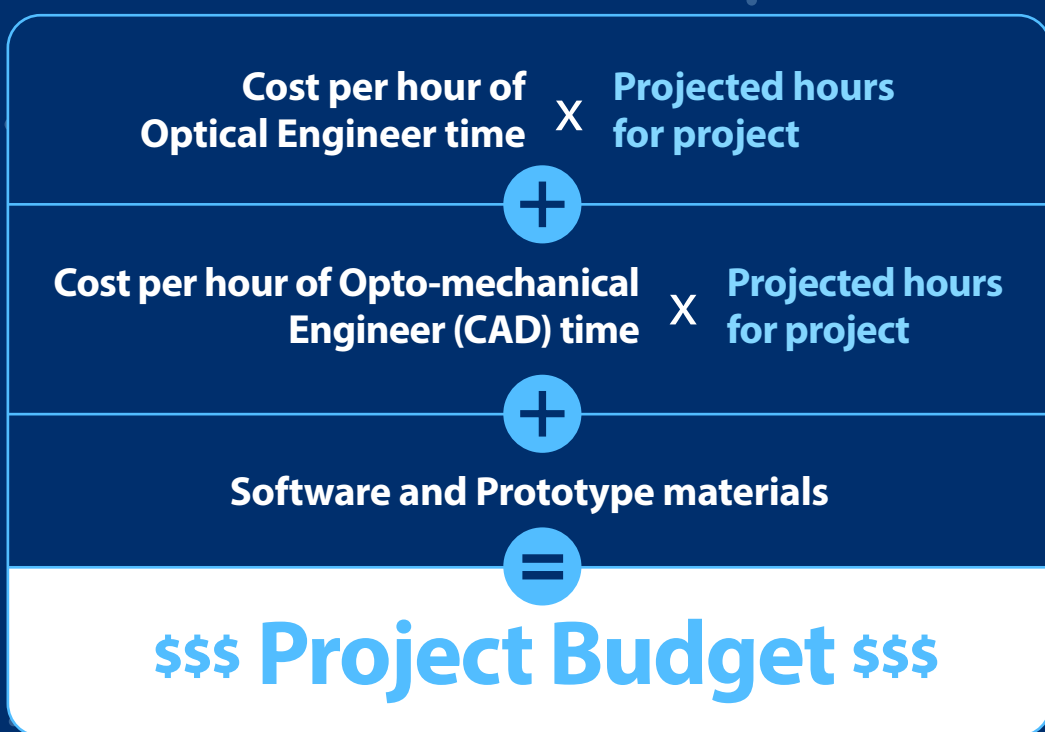 Cost per hour of
Optical Engineer time
x
Projected hours
for project
+
Cost per hour of Opto-mechanical
Engineer (CAD) time
x
Projected hours
for project
+
Software and Prototype materials
=
$$$ Project Budget $$$